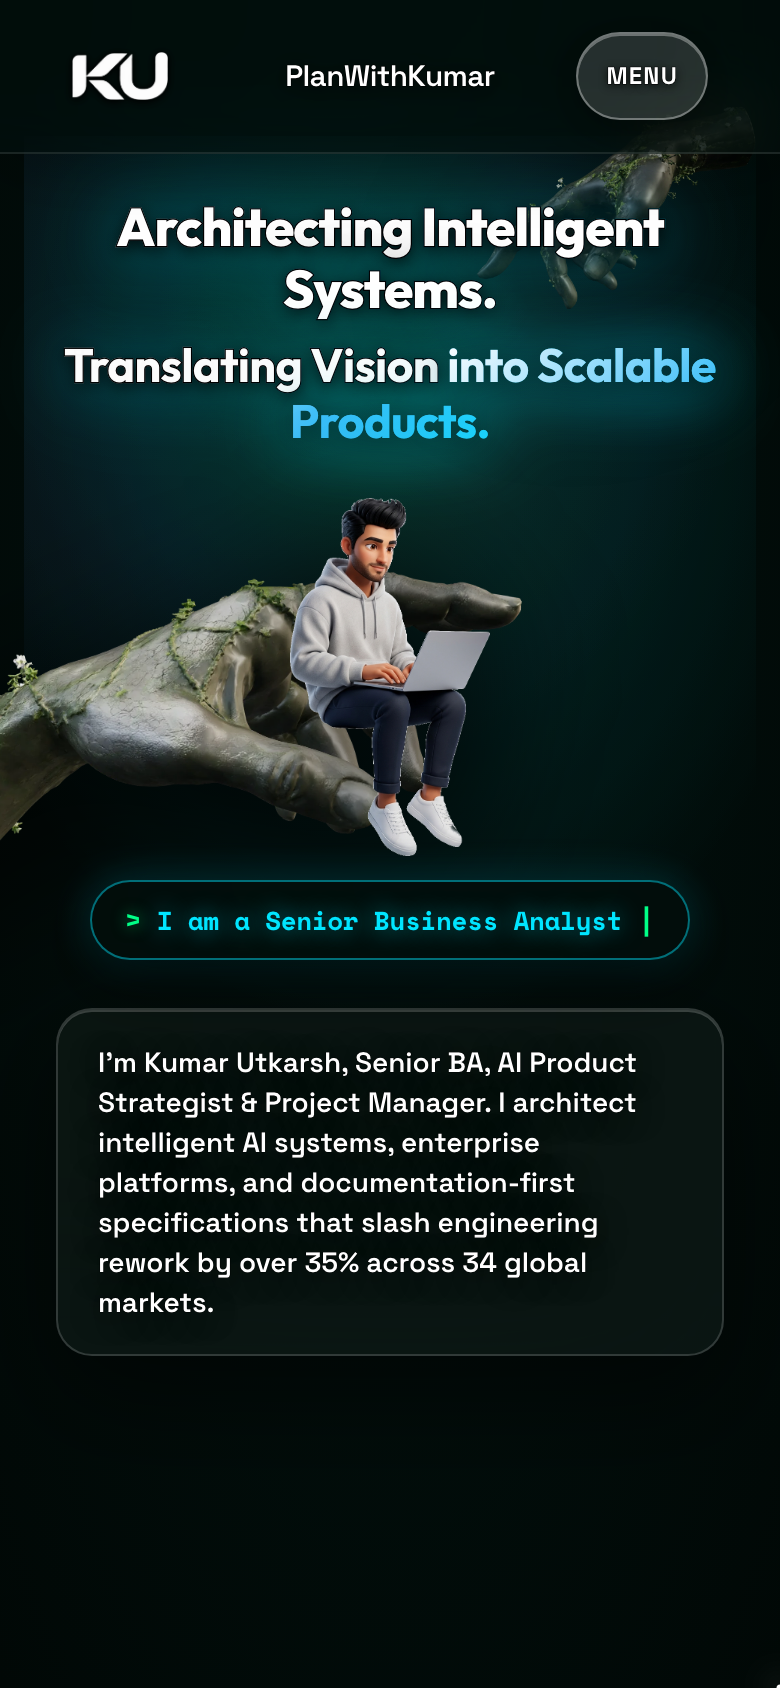 KU
PlanWithKumar
MENU
Architecting Intelligent
Systems.
Translating Vision into Scalable
Products.
> I am a Senior Business Analyst |
I'm Kumar Utkarsh, Senior BA, AI Product
Strategist & Project Manager. I architect
intelligent AI systems, enterprise
platforms, and documentation-first
specifications that slash engineering
rework by over 35% across 34 global
markets.